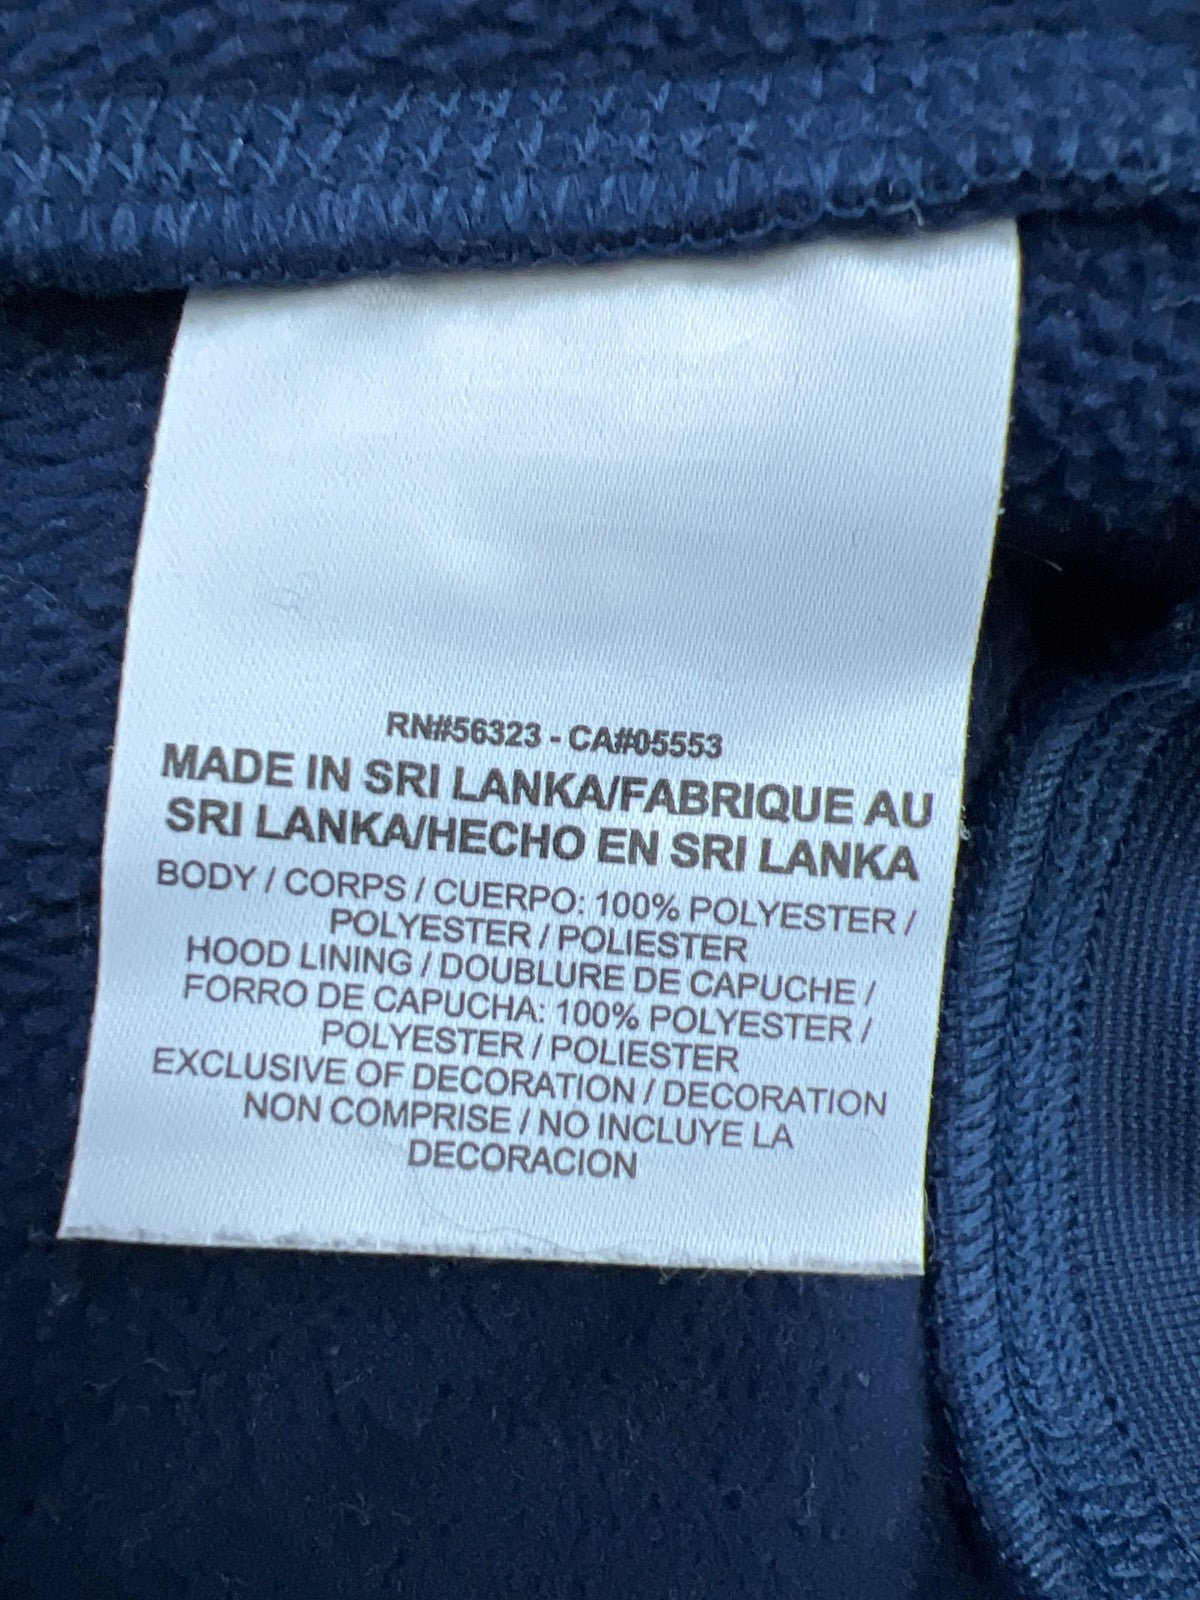 RN#56323 - CA#05553
MADE IN SRI LANKA/FABRIQUE AU
SRI LANKA/HECHO EN SRI LANKA
BODY / CORPS / CUERPO: 100% POLYESTER /
POLYESTER / POLIESTER
HOOD LINING / DOUBLURE DE CAPUCHE /
FORRO DE CAPUCHA: 100% POLYESTER /
POLYESTER / POLIESTER
EXCLUSIVE OF DECORATION / DECORATION
NON COMPRISE / NO INCLUYE LA
DECORACION